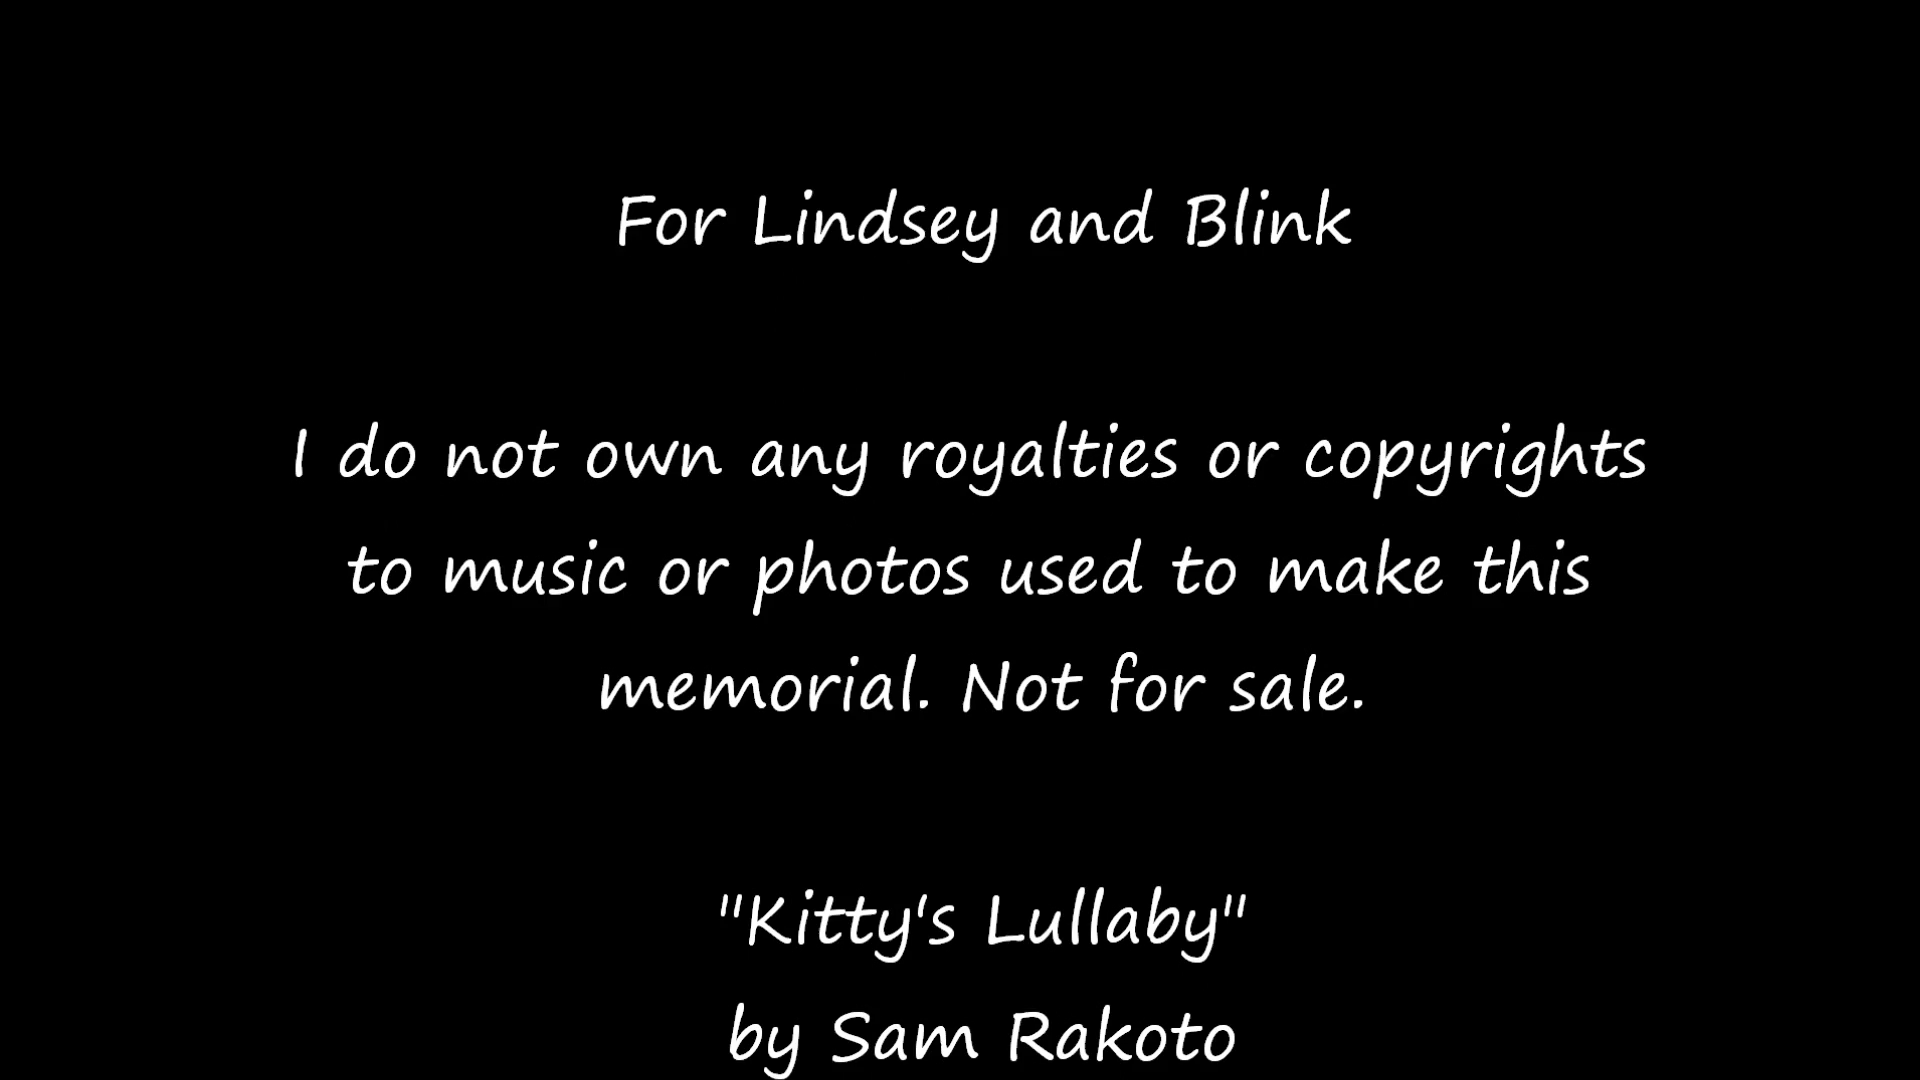 For Lindsey and Blink
I do not own any royalties or copyrights
to music or photos used to make this
memorial. Not for sale.
"Kitty's Lullaby"
by Sam Rakoto